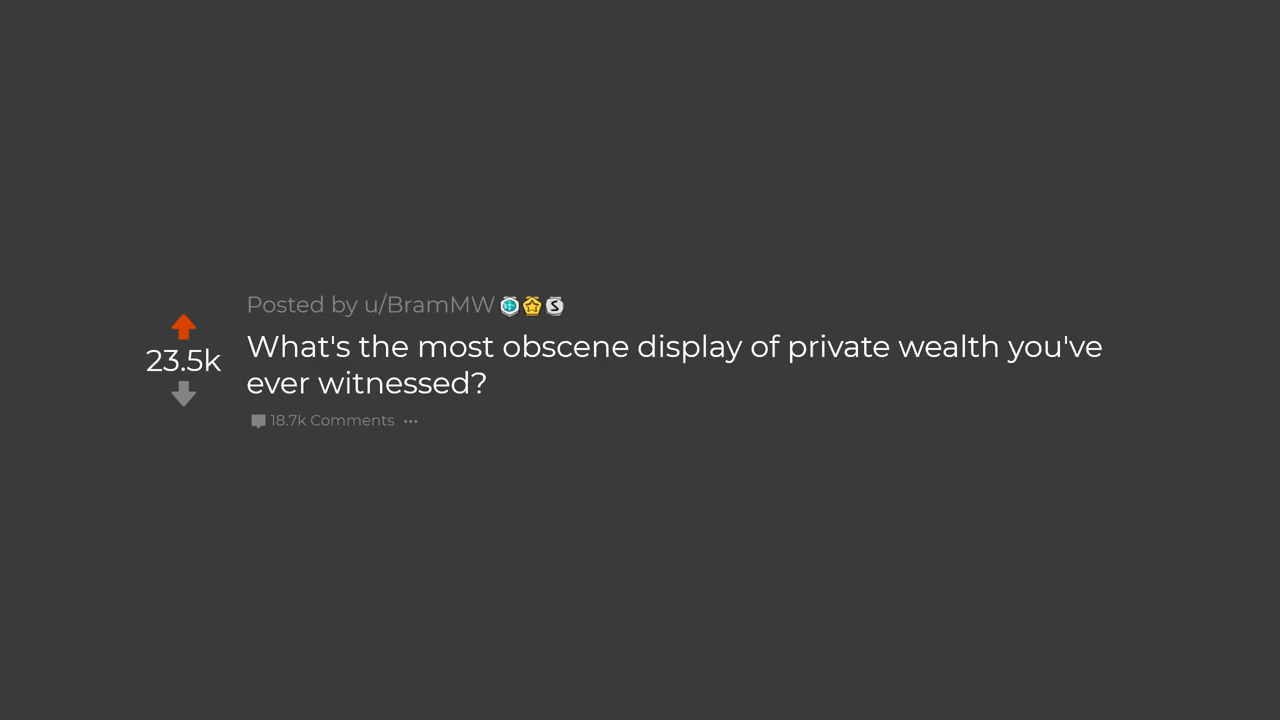 Posted by u/BramMW
23.5k
What's the most obscene display of private wealth you've
ever witnessed?
18.7k Comments ...